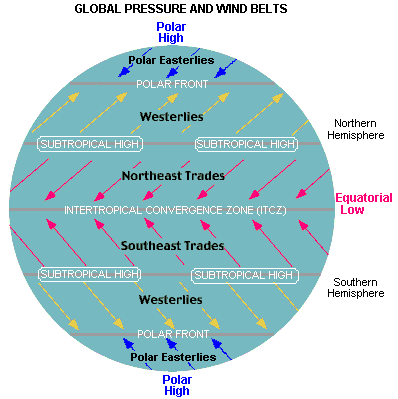 GLOBAL PRESSURE AND WIND BELTS
Polar
High
Polar Easterlies
POLAR FRONT
Westerlies
Northern
Hemisphere
SUBTROPICAL HIGH
SUBTROPICAL HIGH
Northeast Trades
Equatorial
Low
INTERTROPICAL CONVERGENCE ZONE (ITCZ)
Southeast Trades
SUBTROPICAL HIGH
SUBTROPICAL HIGH
Southern
Hemisphere
Westerlies
POLAR FRONT
Polar Easterlies
Polar
High